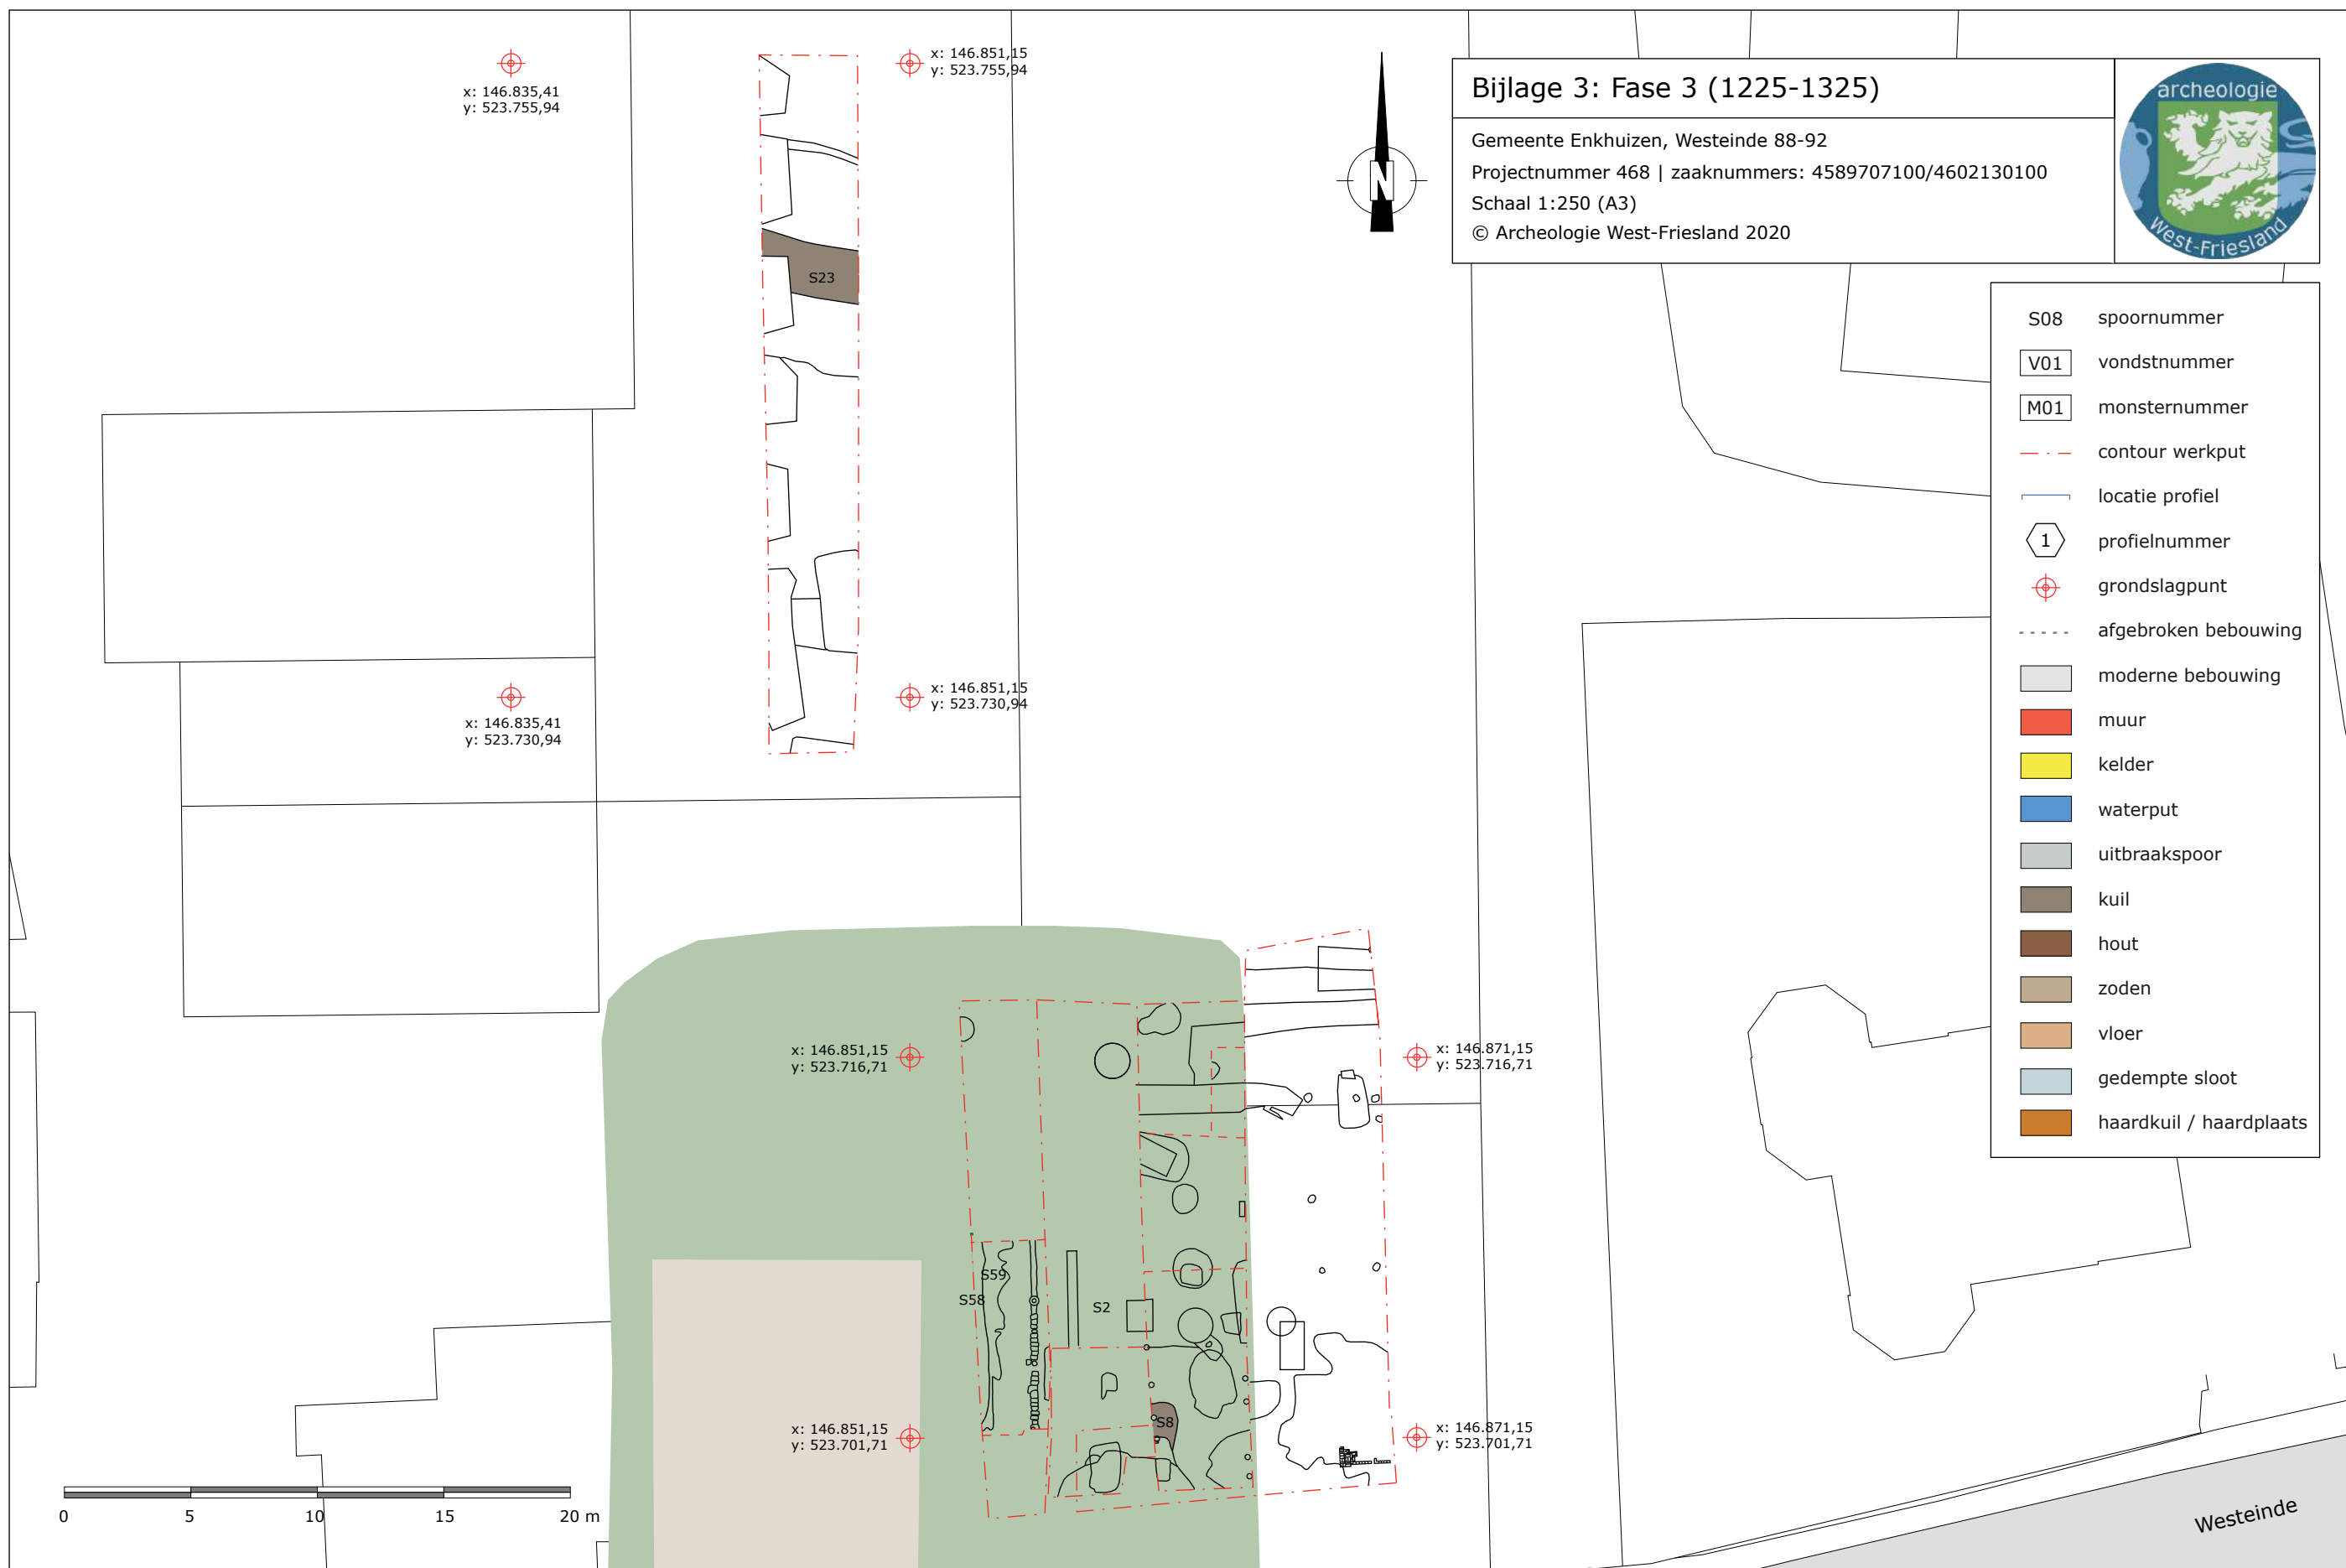 x: 146.835,41
y: 523.755,94
x: 146.851,15
y: 523.755,94
Bijlage 3: Fase 3 (1225-1325)
Gemeente Enkhuizen, Westeinde 88-92
Projectnummer 468 | zaaknummers: 4589707100/4602130100
Schaal 1:250 (A3)
© Archeologie West-Friesland 2020
archeologie
West-Friesland
N
S23
S08 spoornummer
V01 vondstnummer
M01 monsternummer
contour werkput
locatie profiel
1 profielnummer
grondslagpunt
afgebroken bebouwing
moderne bebouwing
muur
kelder
waterput
uitbraakspoor
kuil
hout
zoden
vloer
gedempte sloot
haardkuil / haardplaats
x: 146.835,41
y: 523.730,94
x: 146.851,15
y: 523.730,94
x: 146.851,15
y: 523.716,71
x: 146.871,15
y: 523.716,71
S59
S58
S2
S8
x: 146.851,15
y: 523.701,71
x: 146.871,15
y: 523.701,71
0 5 10 15 20 m
Westeinde